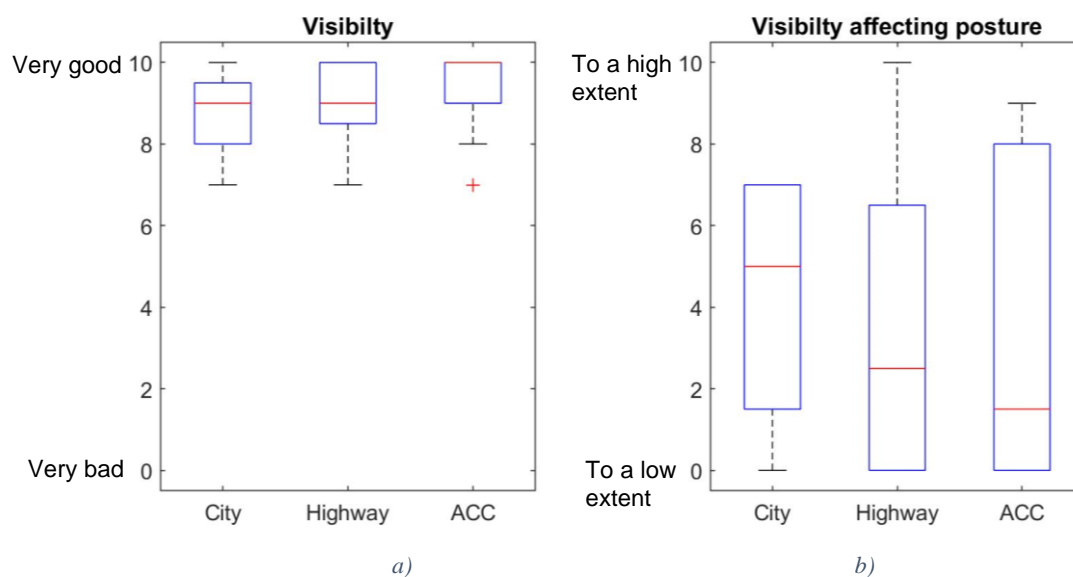 Visibilty
Very good
10
8
6
4
2
Very bad
0
City
Highway
ACC
a)
Visibilty affecting posture
To a high
extent
10
8
6
4
2
To a low
extent
0
City
Highway
ACC
b)